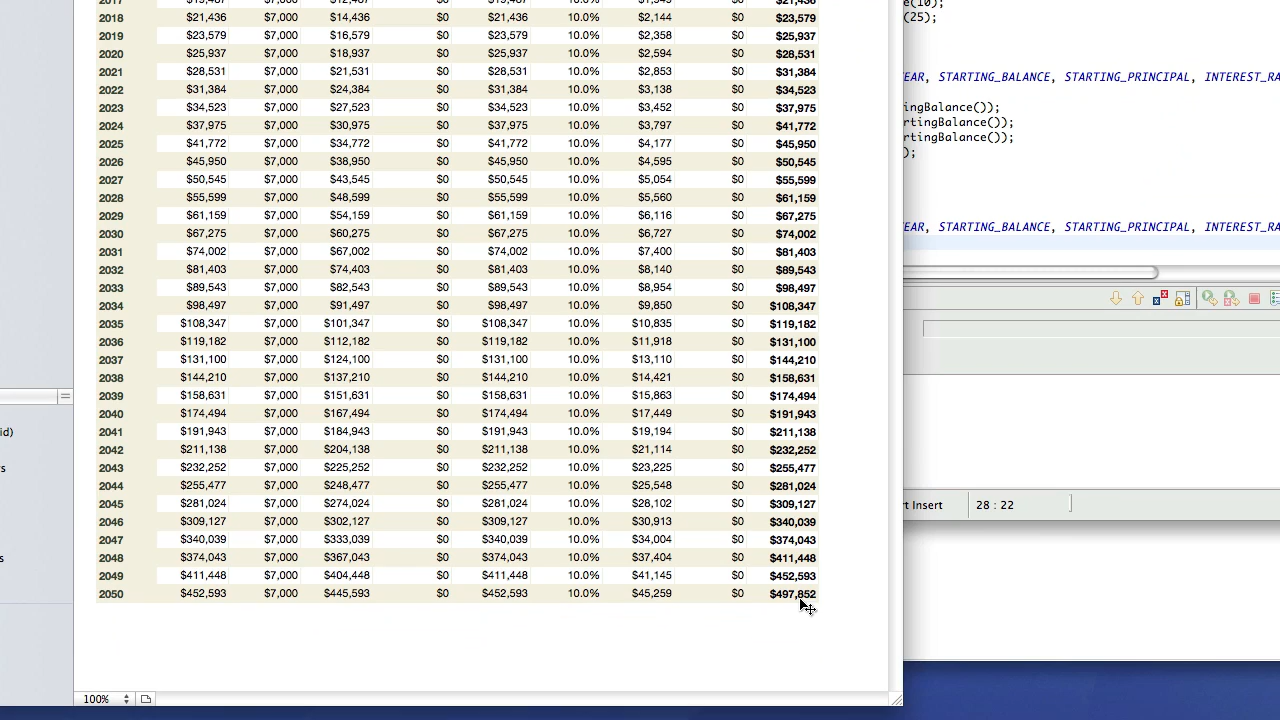 2017 $19,487 $7,000 $12,487 $0 $19,487 10.0% $1,949 $0 $21,436
2018 $21,436 $7,000 $14,436 $0 $21,436 10.0% $2,144 $0 $23,579
2019 $23,579 $7,000 $16,579 $0 $23,579 10.0% $2,358 $0 $25,937
2020 $25,937 $7,000 $18,937 $0 $25,937 10.0% $2,594 $0 $28,531
2021 $28,531 $7,000 $21,531 $0 $28,531 10.0% $2,853 $0 $31,384
2022 $31,384 $7,000 $24,384 $0 $31,384 10.0% $3,138 $0 $34,523
2023 $34,523 $7,000 $27,523 $0 $34,523 10.0% $3,452 $0 $37,975
2024 $37,975 $7,000 $30,975 $0 $37,975 10.0% $3,797 $0 $41,772
2025 $41,772 $7,000 $34,772 $0 $41,772 10.0% $4,177 $0 $45,950
2026 $45,950 $7,000 $38,950 $0 $45,950 10.0% $4,595 $0 $50,545
2027 $50,545 $7,000 $43,545 $0 $50,545 10.0% $5,054 $0 $55,599
2028 $55,599 $7,000 $48,599 $0 $55,599 10.0% $5,560 $0 $61,159
2029 $61,159 $7,000 $54,159 $0 $61,159 10.0% $6,116 $0 $67,275
2030 $67,275 $7,000 $60,275 $0 $67,275 10.0% $6,727 $0 $74,002
2031 $74,002 $7,000 $67,002 $0 $74,002 10.0% $7,400 $0 $81,403
2032 $81,403 $7,000 $74,403 $0 $81,403 10.0% $8,140 $0 $89,543
2033 $89,543 $7,000 $82,543 $0 $89,543 10.0% $8,954 $0 $98,497
2034 $98,497 $7,000 $91,497 $0 $98,497 10.0% $9,850 $0 $108,347
2035 $108,347 $7,000 $101,347 $0 $108,347 10.0% $10,835 $0 $119,182
2036 $119,182 $7,000 $112,182 $0 $119,182 10.0% $11,918 $0 $131,100
2037 $131,100 $7,000 $124,100 $0 $131,100 10.0% $13,110 $0 $144,210
2038 $144,210 $7,000 $137,210 $0 $144,210 10.0% $14,421 $0 $158,631
2039 $158,631 $7,000 $151,631 $0 $158,631 10.0% $15,863 $0 $174,494
2040 $174,494 $7,000 $167,494 $0 $174,494 10.0% $17,449 $0 $191,943
2041 $191,943 $7,000 $184,943 $0 $191,943 10.0% $19,194 $0 $211,138
2042 $211,138 $7,000 $204,138 $0 $211,138 10.0% $21,114 $0 $232,252
2043 $232,252 $7,000 $225,252 $0 $232,252 10.0% $23,225 $0 $255,477
2044 $255,477 $7,000 $248,477 $0 $255,477 10.0% $25,548 $0 $281,024
2045 $281,024 $7,000 $274,024 $0 $281,024 10.0% $28,102 $0 $309,127
2046 $309,127 $7,000 $302,127 $0 $309,127 10.0% $30,913 $0 $340,039
2047 $340,039 $7,000 $333,039 $0 $340,039 10.0% $34,004 $0 $374,043
2048 $374,043 $7,000 $367,043 $0 $374,043 10.0% $37,404 $0 $411,448
2049 $411,448 $7,000 $404,448 $0 $411,448 10.0% $41,145 $0 $452,593
2050 $452,593 $7,000 $445,593 $0 $452,593 10.0% $45,259 $0 $497,852
100%
id)
s
s
e(10);
(25);
EAR, STARTING_BALANCE, STARTING_PRINCIPAL, INTEREST_RA
ingBalance());
rtingBalance());
rtingBalance());
);
EAR, STARTING_BALANCE, STARTING_PRINCIPAL, INTEREST_RA
rt Insert 28 : 22